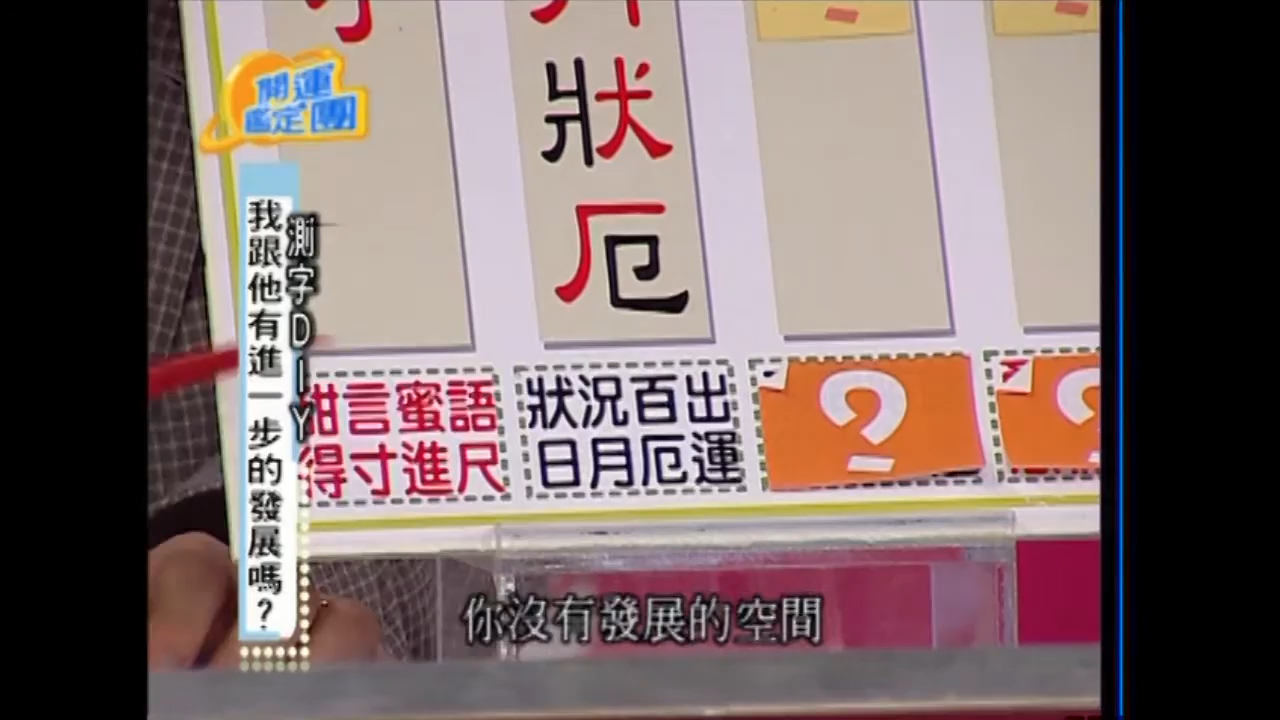 開運
鑑定團
測字DIY
我跟他有進一步的發展嗎？
寸
狀
厄
甜言蜜語
得寸進尺
狀況百出
日月厄運
?
?
你沒有發展的空間